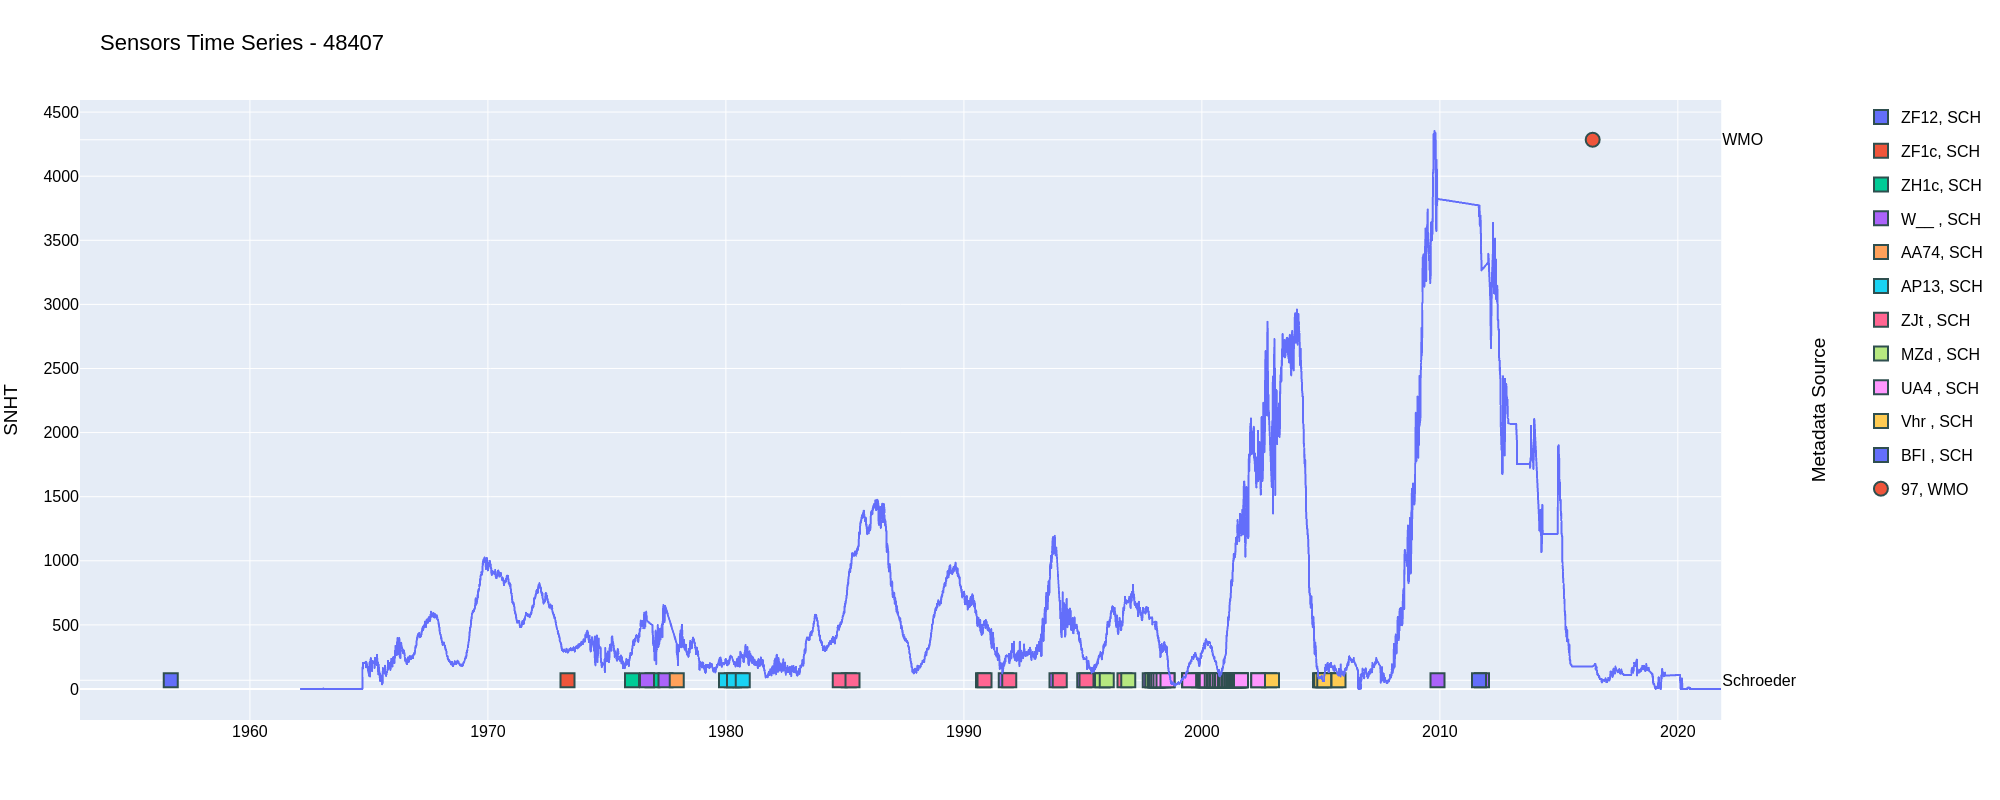 Sensors Time Series - 48407
SNHT
4500
4000
3500
3000
2500
2000
1500
1000
500
0
1960
1970
1980
1990
2000
2010
2020
WMO
Schroeder
Metadata Source
ZF12, SCH
ZF1c, SCH
ZH1c, SCH
W__ , SCH
AA74, SCH
AP13, SCH
ZJt , SCH
MZd , SCH
UA4 , SCH
Vhr , SCH
BFI , SCH
97, WMO